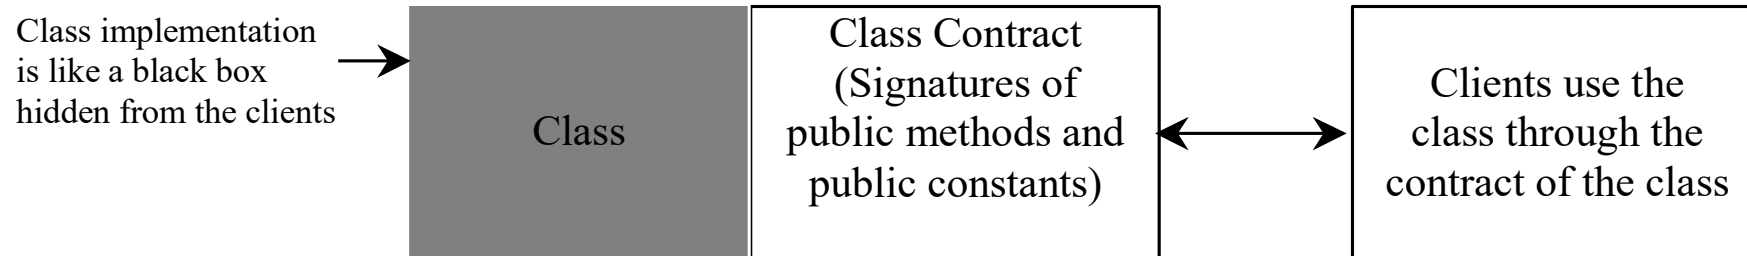 Class implementation
is like a black box
hidden from the clients
Class
Class Contract
(Signatures of
public methods and
public constants)
Clients use the
class through the
contract of the class